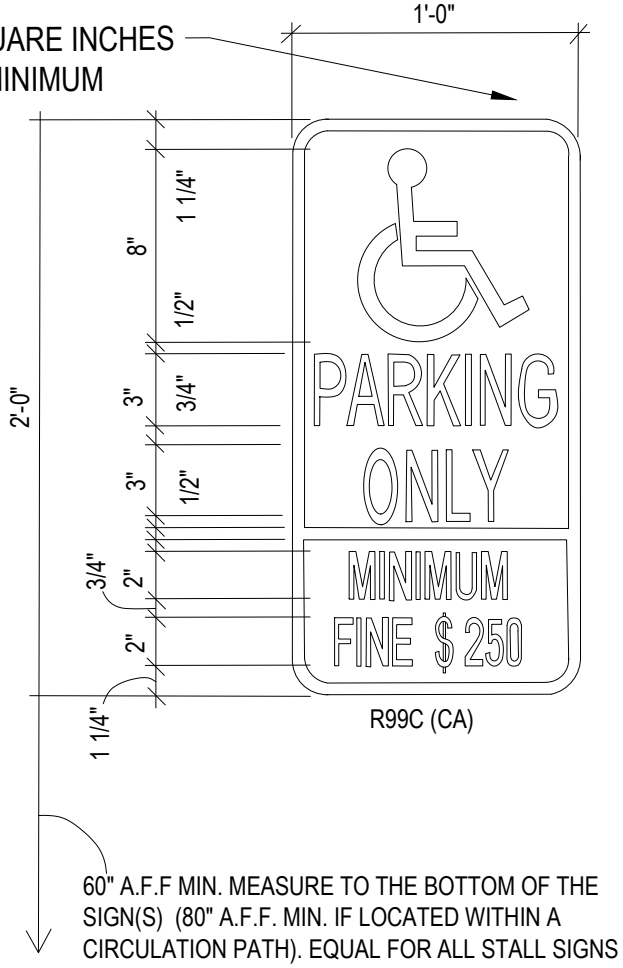 1'-0"
INCHES
1 1/4"
8"
1/2"
2'-0"
3"
3/4"
3"
1/2"
3/4"
2"
2"
1 1/4"
PARKING
ONLY
MINIMUM
FINE $ 250
R99C (CA)
60" A.F.F MIN. MEASURE TO THE BOTTOM OF THE
SIGN(S) (80" A.F.F. MIN. IF LOCATED WITHIN A
CIRCULATION PATH). EQUAL FOR ALL STALL SIGNS